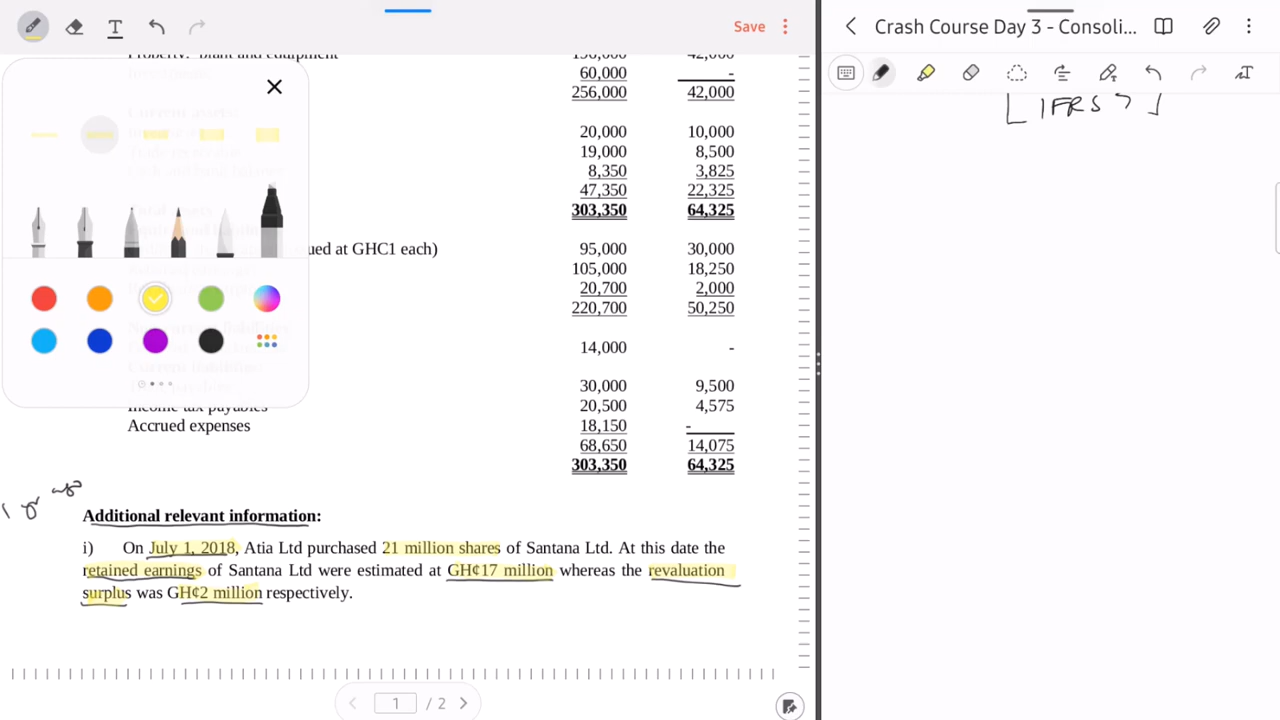 Save
Crash Course Day 3 - Consoli...
Property. plant and equipment
60,000 -
256,000 42,000
[ IFRS
20,000 10,000
19,000 8,500
8,350 3,825
47,350 22,325
303,350 64,325
ued at GHC1 each) 95,000 30,000
105,000 18,250
20,700 2,000
220,700 50,250
14,000 -
30,000 9,500
Income tax payables 20,500 4,575
Accrued expenses 18,150 -
68,650 14,075
303,350 64,325
Additional relevant information:
i) On July 1, 2018, Atia Ltd purchased 21 million shares of Santana Ltd. At this date the
retained earnings of Santana Ltd were estimated at GH¢17 million whereas the revaluation
surplus was GH¢2 million respectively.
1 / 2